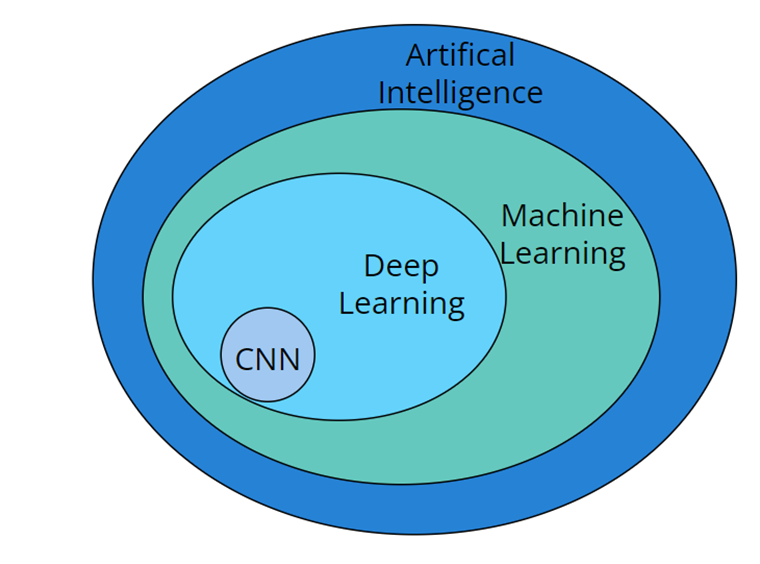 Artifical
Intelligence
Machine
Learning
Deep
Learning
CNN